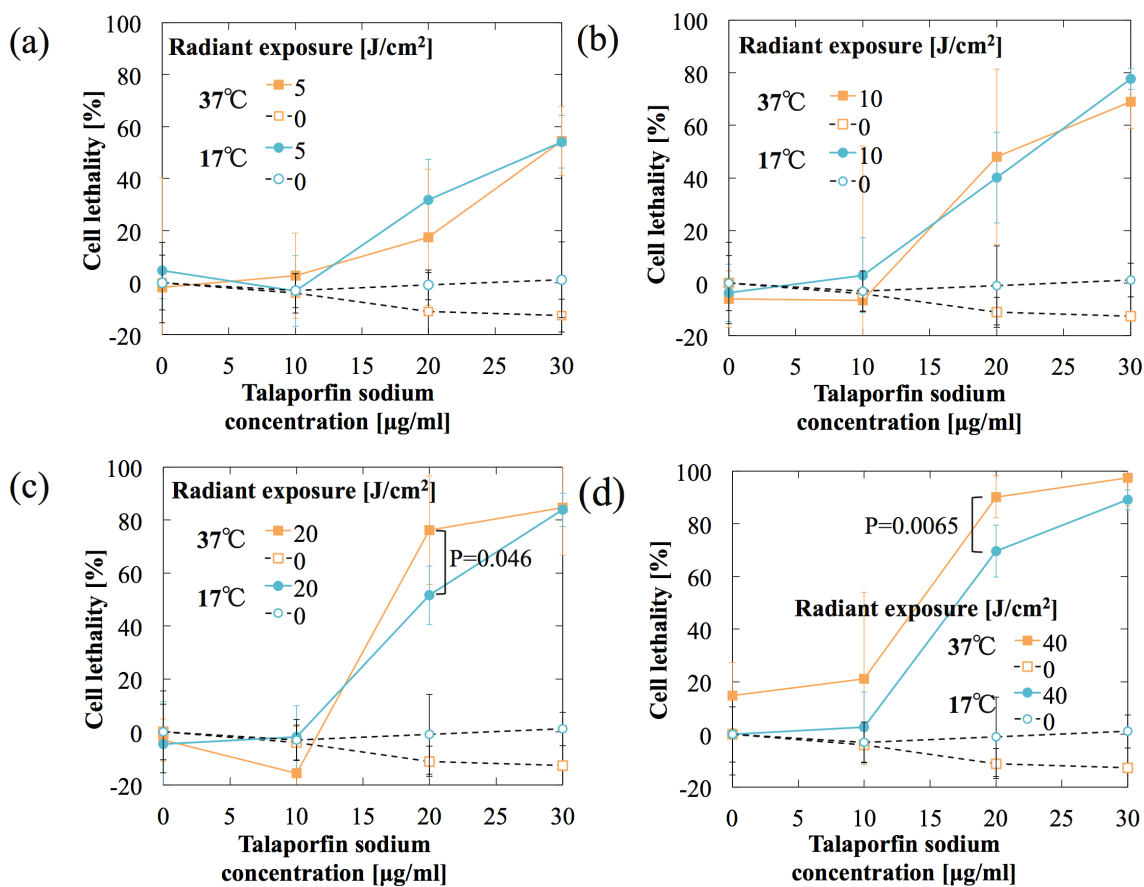 (a)
Radiant exposure [J/cm²]
37℃
5
0
17℃
5
0
Cell lethality [%]
100
80
60
40
20
0
-20
0 5 10 15 20 25 30
Talaporfin sodium
concentration [μg/ml]
(b)
Radiant exposure [J/cm²]
37℃
10
0
17℃
10
0
Cell lethality [%]
100
80
60
40
20
0
-20
0 5 10 15 20 25 30
Talaporfin sodium
concentration [μg/ml]
(c)
Radiant exposure [J/cm²]
37℃
20
0
17℃
20
0
P=0.046
Cell lethality [%]
100
80
60
40
20
0
-20
0 5 10 15 20 25 30
Talaporfin sodium
concentration [μg/ml]
(d)
P=0.0065
Radiant exposure [J/cm²]
37℃
40
0
17℃
40
0
Cell lethality [%]
100
80
60
40
20
0
-20
0 5 10 15 20 25 30
Talaporfin sodium
concentration [μg/ml]